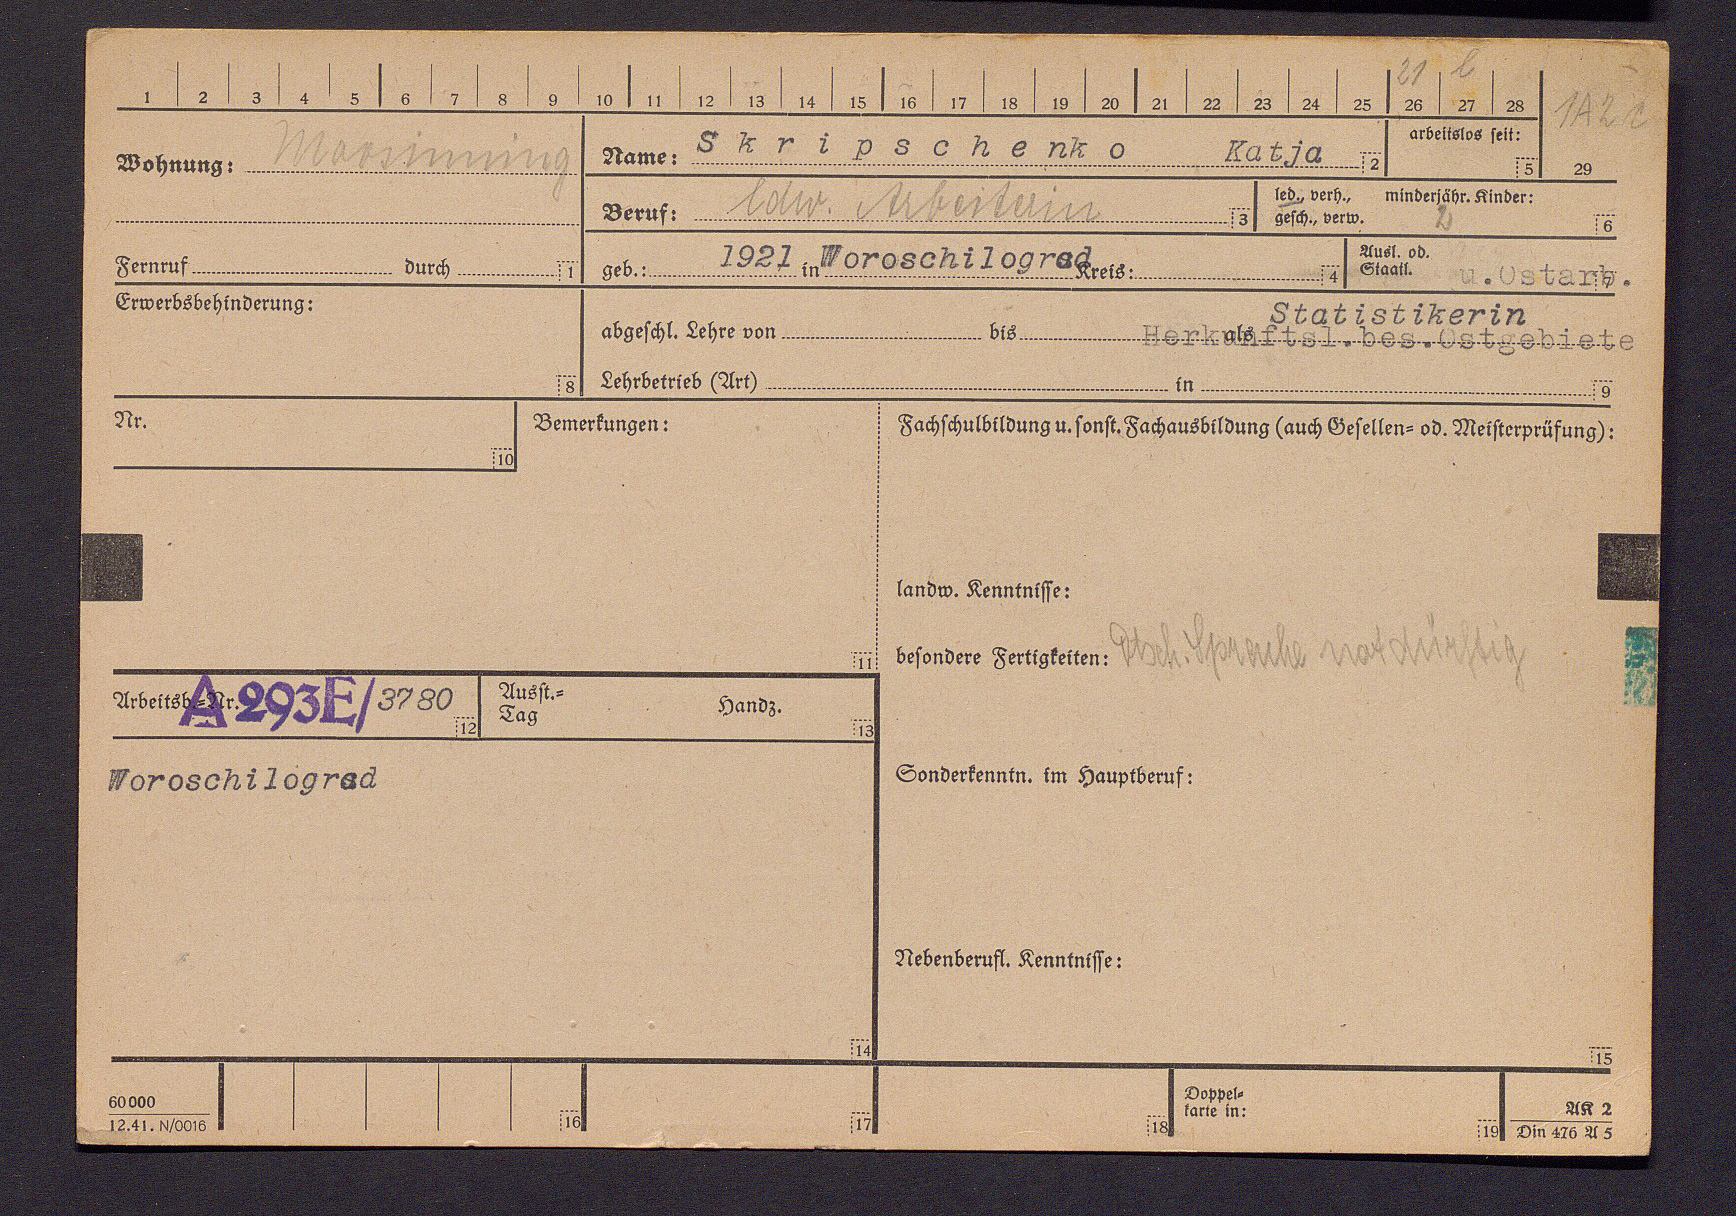 21 b
1 2 3 4 5 6 7 8 9 10 11 12 13 14 15 16 17 18 19 20 21 22 23 24 25 26 27 28
1A2c
29
Wohnung: Moosinning
Name: Skripschenko Katja 2
arbeitslos seit:
5
Beruf: ldw. Arbeiterin 3
led., verh., gesch., verw.
minderjähr. Kinder:
2
6
Fernruf durch 1
geb.: 1921 in Woroschilograd Kreis: 4
Ausl. od. Staatl. u.Ostarb.
Erwerbsbehinderung:
8
Statistikerin
abgeschl. Lehre von bis als
Herkunftsl.bes.Ostgebiete
Lehrbetrieb (Art) in 9
Nr.
10
Bemerkungen:
11
Fachschulbildung u. sonst. Fachausbildung (auch Gesellen= od. Meisterprüfung):
landw. Kenntnisse:
besondere Fertigkeiten: Dtsch. Sprache notdürftig
Arbeitsb.=Nr. A 293E/3780
12
Ausst.=
Tag
Handz.
13
Woroschilograd
14
Sonderkenntn. im Hauptberuf:
Nebenberufl. Kenntnisse:
15
60000
12.41. N/0016
16
17
18
Doppel=
karte in:
19
AK 2
Din 476 A 5